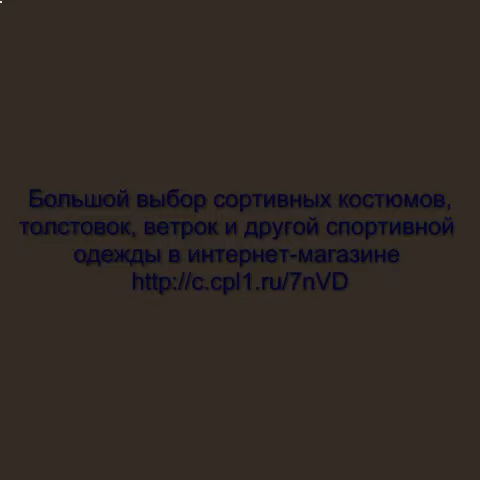 Большой выбор сортивных костюмов,
толстовок, ветрок и другой спортивной
одежды в интернет-магазине
http://c.cpl1.ru/7nVD